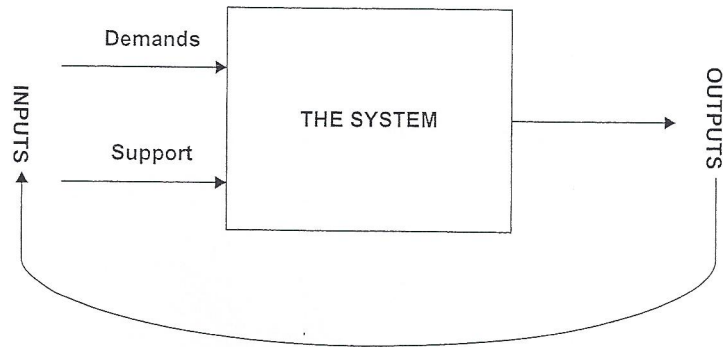 Demands
INPUTS
THE SYSTEM
OUTPUTS
Support